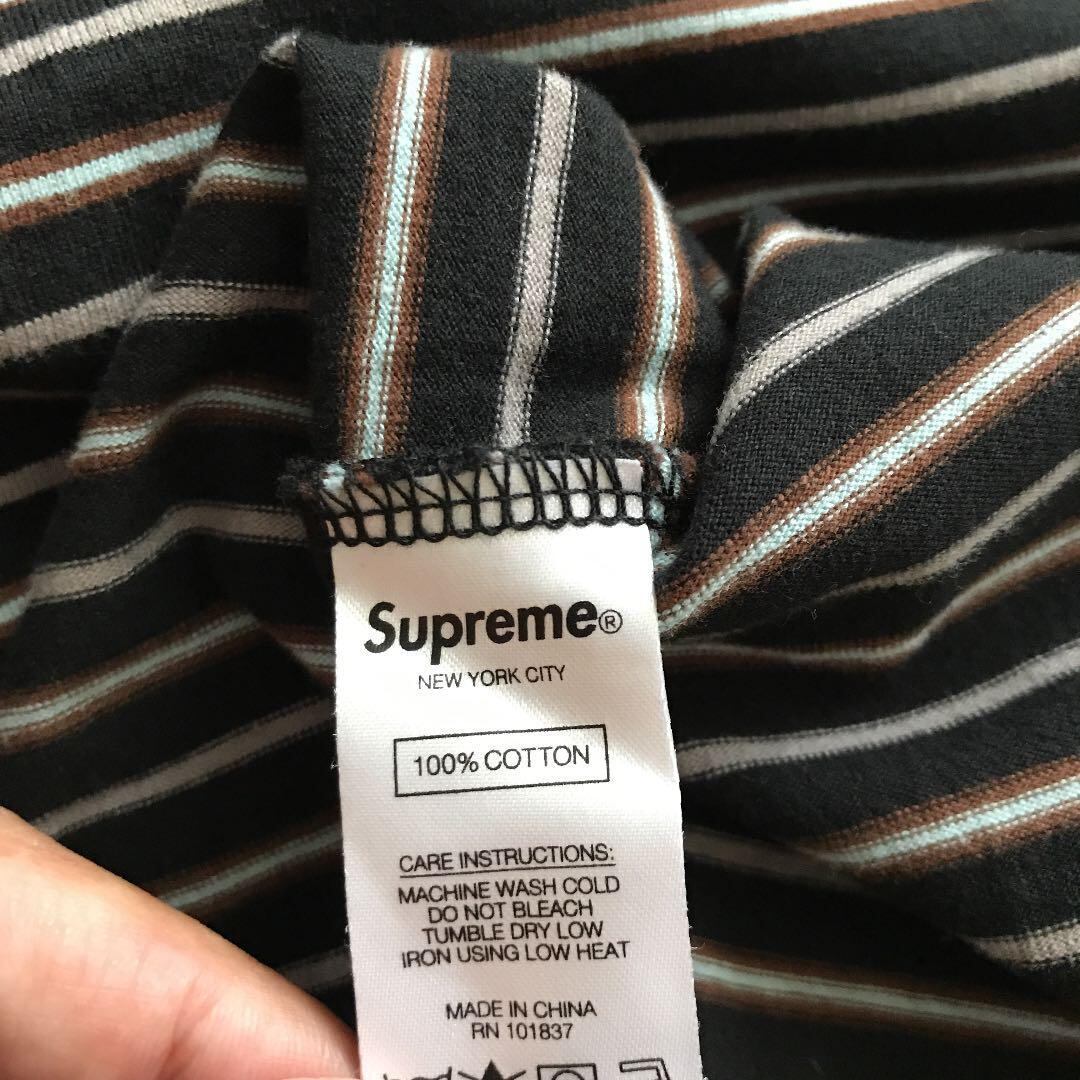 Supreme®
NEW YORK CITY
100% COTTON
CARE INSTRUCTIONS:
MACHINE WASH COLD
DO NOT BLEACH
TUMBLE DRY LOW
IRON USING LOW HEAT
MADE IN CHINA
RN 101837